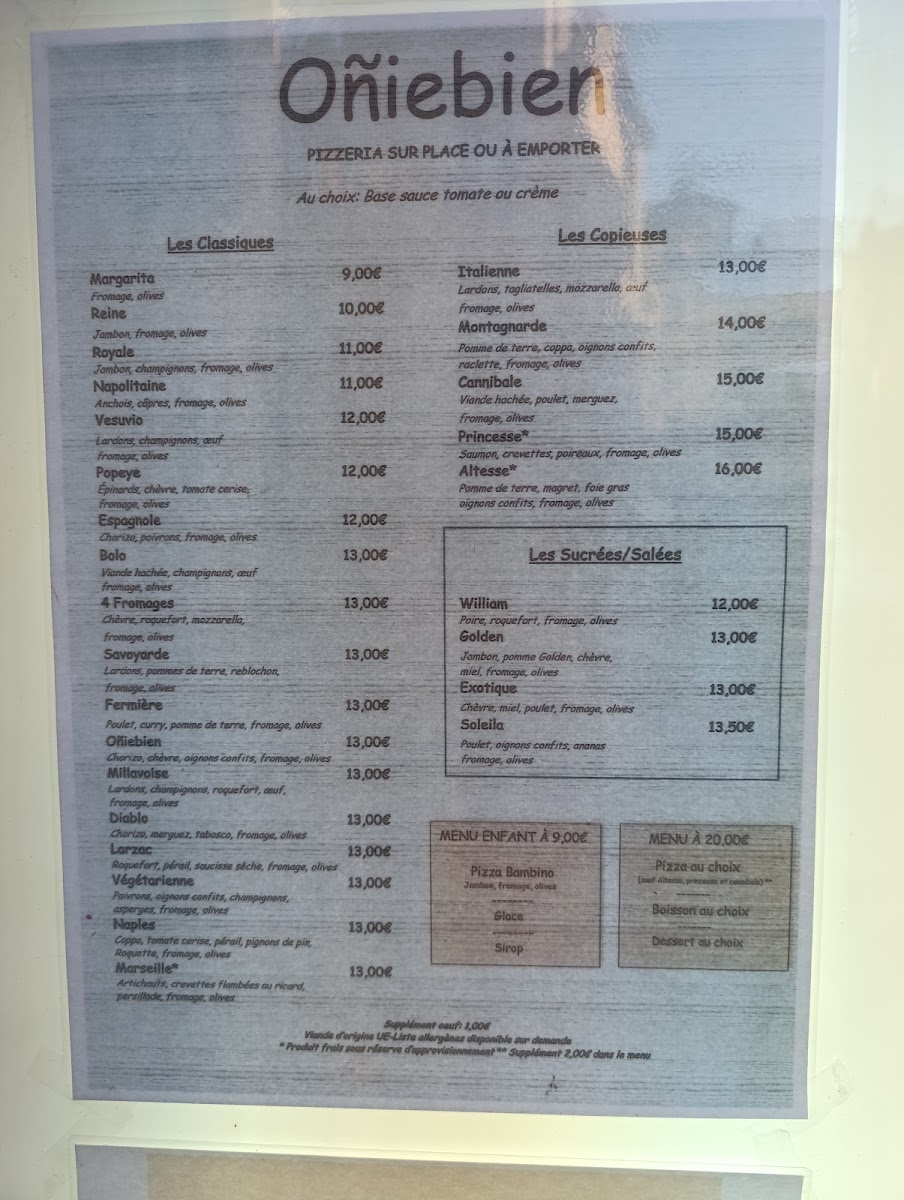 Oñiebien
PIZZERIA SUR PLACE OU À EMPORTER
Au choix: Base sauce tomate ou crème
Les Classiques
Margarita 9,00€
Fromage, olives
Reine 10,00€
Jambon, fromage, olives
Royale 11,00€
Jambon, champignons, fromage, olives
Napolitaine 11,00€
Anchois, câpres, fromage, olives
Vesuvio 12,00€
Lardons, champignons, œuf
fromage, olives
Popeye 12,00€
Épinards, chèvre, tomate cerise,
fromage, olives
Espagnole 12,00€
Chorizo, poivrons, fromage, olives
Bolo 13,00€
Viande hachée, champignons, œuf
fromage, olives
4 Fromages 13,00€
Chèvre, roquefort, mozzarella,
fromage, olives
Savoyarde 13,00€
Lardons, pommes de terre, reblochon,
fromage, olives
Fermière 13,00€
Poulet, curry, pomme de terre, fromage, olives
Oñiebien 13,00€
Chorizo, chèvre, oignons confits, fromage, olives
Millavoise 13,00€
Lardons, champignons, roquefort, œuf,
fromage, olives
Diablo 13,00€
Chorizo, merguez, tabasco, fromage, olives
Larzac 13,00€
Roquefort, pérail, saucisse sèche, fromage, olives
Végétarienne 13,00€
Poivrons, oignons confits, champignons,
asperges, fromage, olives
Naples 13,00€
Coppa, tomate cerise, pérail, pignons de pin,
Roquette, fromage, olives
Marseille* 13,00€
Artichauts, crevettes flambées au ricard,
persillade, fromage, olives
Les Copieuses
Italienne 13,00€
Lardons, tagliatelles, mozzarella, œuf
fromage, olives
Montagnarde 14,00€
Pomme de terre, coppa, oignons confits,
raclette, fromage, olives
Cannibale 15,00€
Viande hachée, poulet, merguez,
fromage, olives
Princesse* 15,00€
Saumon, crevettes, poireaux, fromage, olives
Altesse* 16,00€
Pomme de terre, magret, foie gras
oignons confits, fromage, olives
Les Sucrées/Salées
William 12,00€
Poire, roquefort, fromage, olives
Golden 13,00€
Jambon, pomme Golden, chèvre,
miel, fromage, olives
Exotique 13,00€
Chèvre, miel, poulet, fromage, olives
Soleila 13,50€
Poulet, oignons confits, ananas
fromage, olives
MENU ENFANT À 9,00€
Pizza Bambino
Jambon, fromage, olives
--------
Glace
--------
Sirop
MENU À 20,00€
Pizza au choix
(sauf Altesse, princesse et cannibale)**
Boisson au choix
--------
Dessert au choix
Supplément oeuf: 1,00€
Viande d'origine UE-Liste allergènes disponible sur demande
* Produit frais sous réserve d'approvisionnement ** Supplément 2,00€ dans le menu